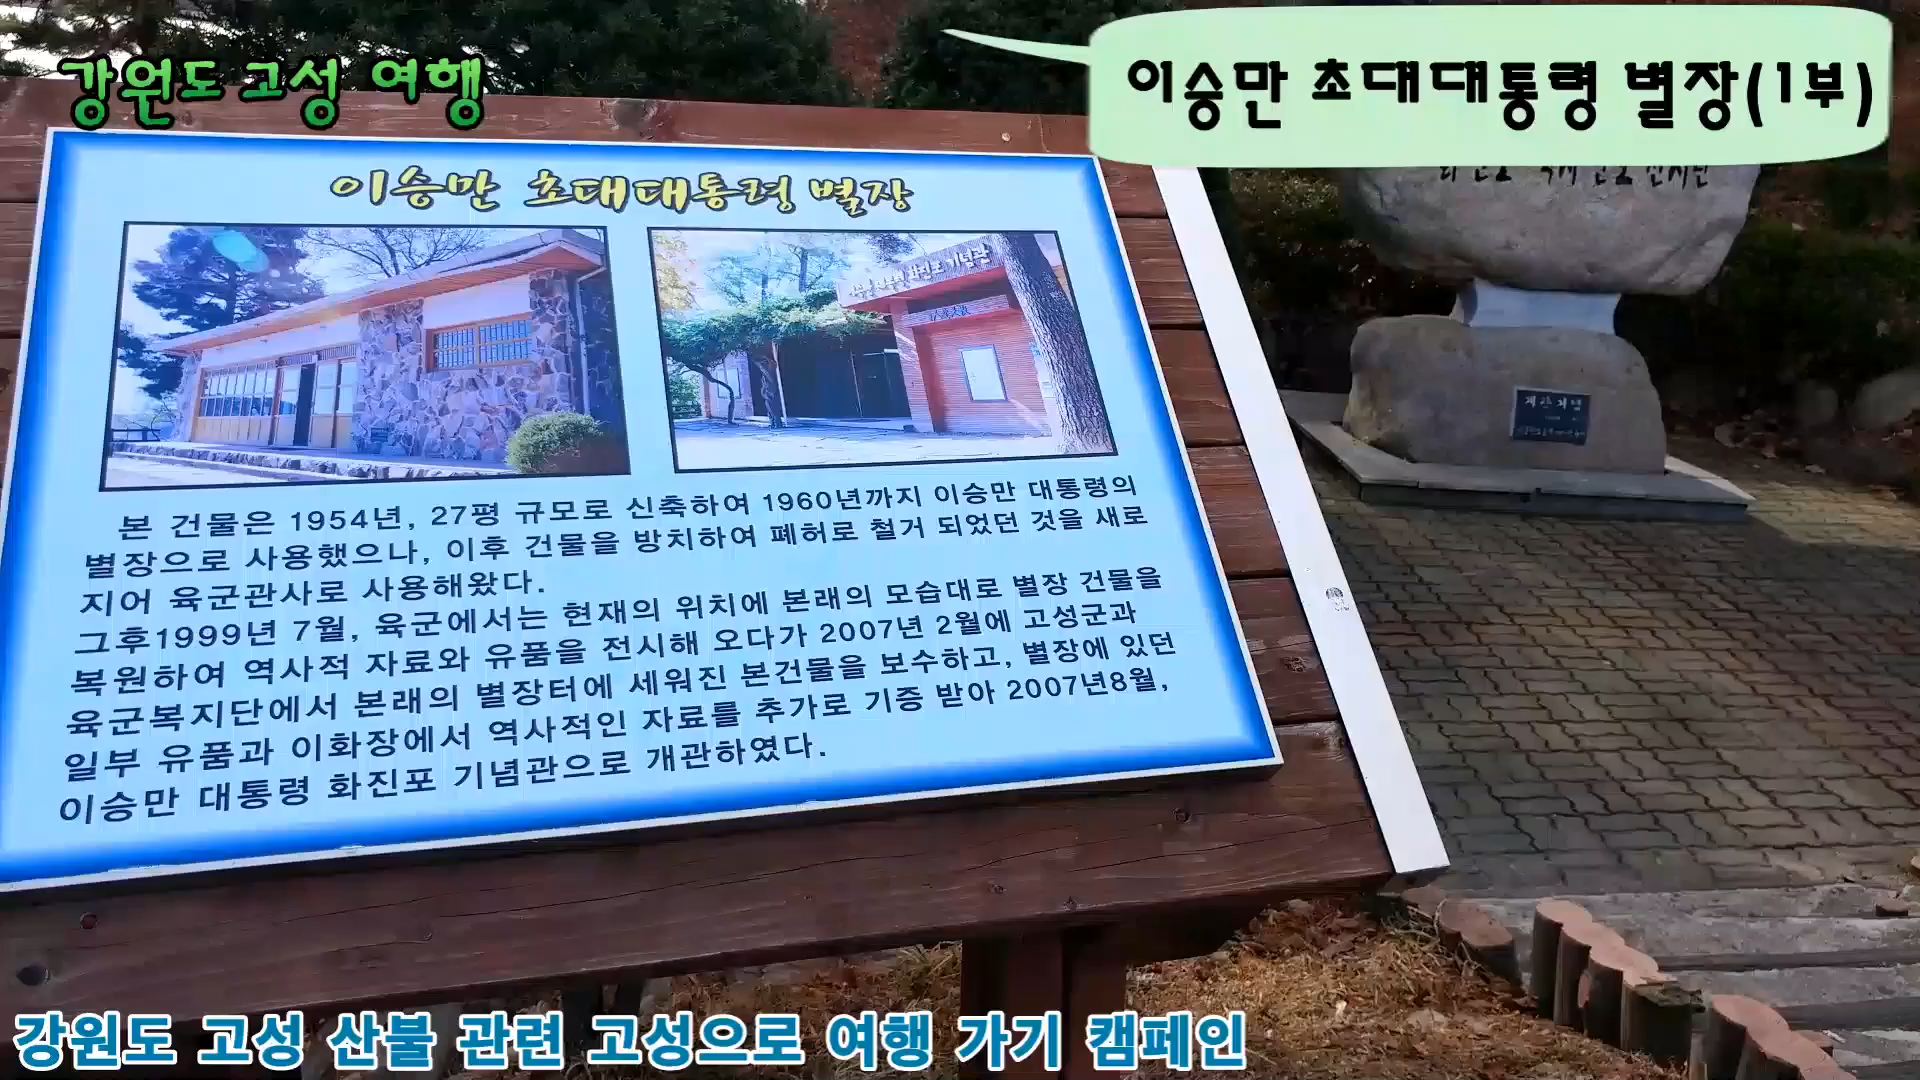 강원도 고성 여행
이승만 초대대통령 별장(1부)
이승만 초대대통령 별장
화진포 기념관
본 건물은 1954년, 27평 규모로 신축하여 1960년까지 이승만 대통령의
별장으로 사용했으나, 이후 건물을 방치하여 폐허로 철거 되었던 것을 새로
지어 육군관사로 사용해왔다.
그후1999년 7월, 육군에서는 현재의 위치에 본래의 모습대로 별장 건물을
복원하여 역사적 자료와 유품을 전시해 오다가 2007년 2월에 고성군과
육군복지단에서 본래의 별장터에 세워진 본건물을 보수하고, 별장에 있던
일부 유품과 이화장에서 역사적인 자료를 추가로 기증 받아 2007년8월,
이승만 대통령 화진포 기념관으로 개관하였다.
강원도 고성 산불 관련 고성으로 여행 가기 캠페인